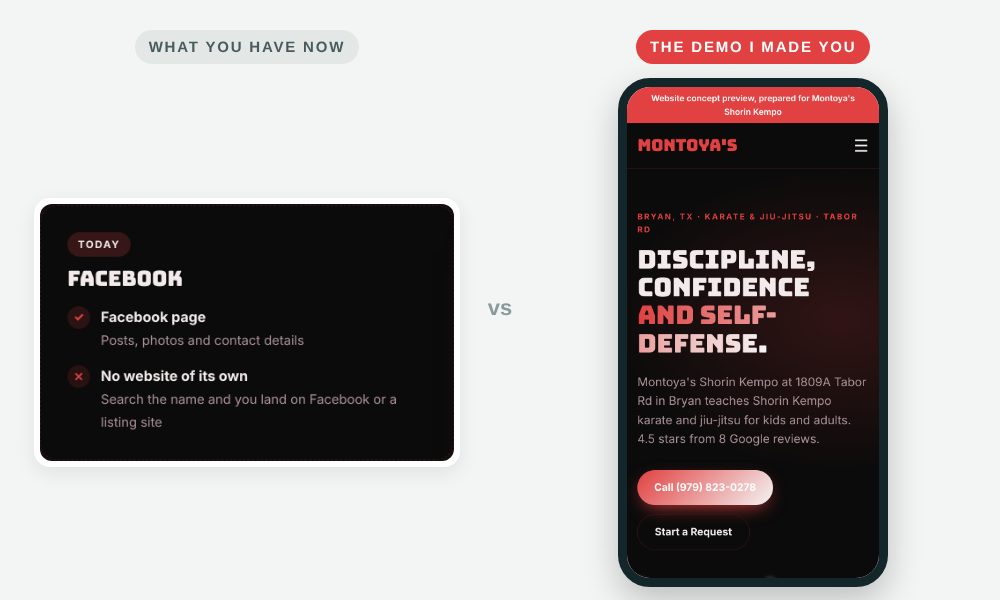 WHAT YOU HAVE NOW
TODAY
FACEBOOK
Facebook page
Posts, photos and contact details
No website of its own
Search the name and you land on Facebook or a
listing site
vs
THE DEMO I MADE YOU
Website concept preview, prepared for Montoya's
Shorin Kempo
MONTOYA'S
BRYAN, TX · KARATE & JIU-JITSU · TABOR
RD
DISCIPLINE,
CONFIDENCE
AND SELF-
DEFENSE.
Montoya's Shorin Kempo at 1809A Tabor
Rd in Bryan teaches Shorin Kempo
karate and jiu-jitsu for kids and adults.
4.5 stars from 8 Google reviews.
Call (979) 823-0278
Start a Request